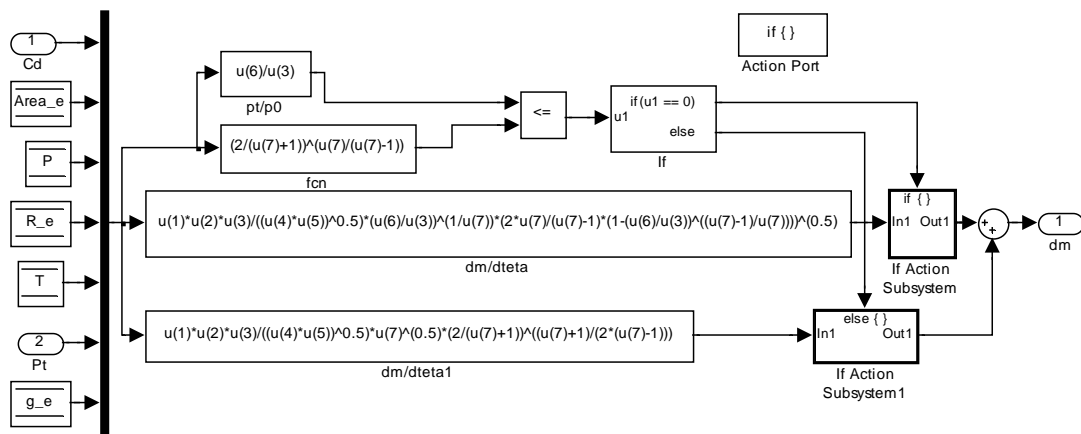 1
Cd
Area_e
P
R_e
T
2
Pt
g_e
u(6)/u(3)
pt/p0
(2/(u(7)+1))^(u(7)/(u(7)-1))
fcn
<=
u1
if(u1 == 0)
else
If
if { }
Action Port
u(1)*u(2)*u(3)/((u(4)*u(5))^0.5)*(u(6)/u(3))^(1/u(7))*(2*u(7)/(u(7)-1)*(1-(u(6)/u(3))^((u(7)-1)/u(7))))^(0.5)
dm/dteta
if { }
In1 Out1
If Action
Subsystem
+
+
1
dm
u(1)*u(2)*u(3)/((u(4)*u(5))^0.5)*u(7)^(0.5)*(2/(u(7)+1))^((u(7)+1)/(2*(u(7)-1)))
dm/dteta1
else { }
In1 Out1
If Action
Subsystem1